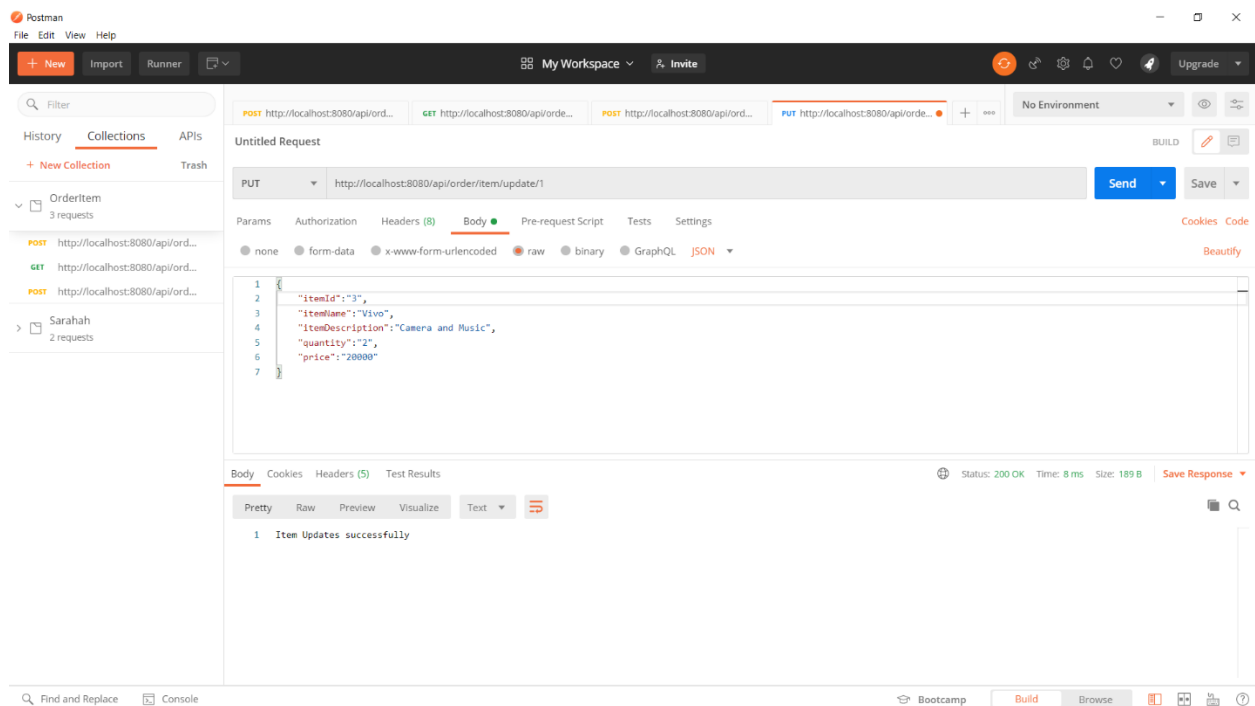 Postman
File Edit View Help
+ New Import Runner My Workspace Invite Upgrade
Filter
History Collections APIs
+ New Collection Trash
OrderItem
3 requests
POST http://localhost:8080/api/ord...
GET http://localhost:8080/api/ord...
POST http://localhost:8080/api/ord...
Sarahah
2 requests
POST http://localhost:8080/api/ord... GET http://localhost:8080/api/orde... POST http://localhost:8080/api/ord... PUT http://localhost:8080/api/orde... No Environment
Untitled Request BUILD
PUT http://localhost:8080/api/order/item/update/1 Send Save
Params Authorization Headers (8) Body Pre-request Script Tests Settings Cookies Code
none form-data x-www-form-urlencoded raw binary GraphQL JSON Beautify
1 {
2 "itemId":"3",
3 "itemName":"Vivo",
4 "itemDescription":"Camera and Music",
5 "quantity":"2",
6 "price":"20000"
7 }
Body Cookies Headers (5) Test Results Status: 200 OK Time: 8 ms Size: 189 B Save Response
Pretty Raw Preview Visualize Text
1 Item Updates successfully
Find and Replace Console Bootcamp Build Browse